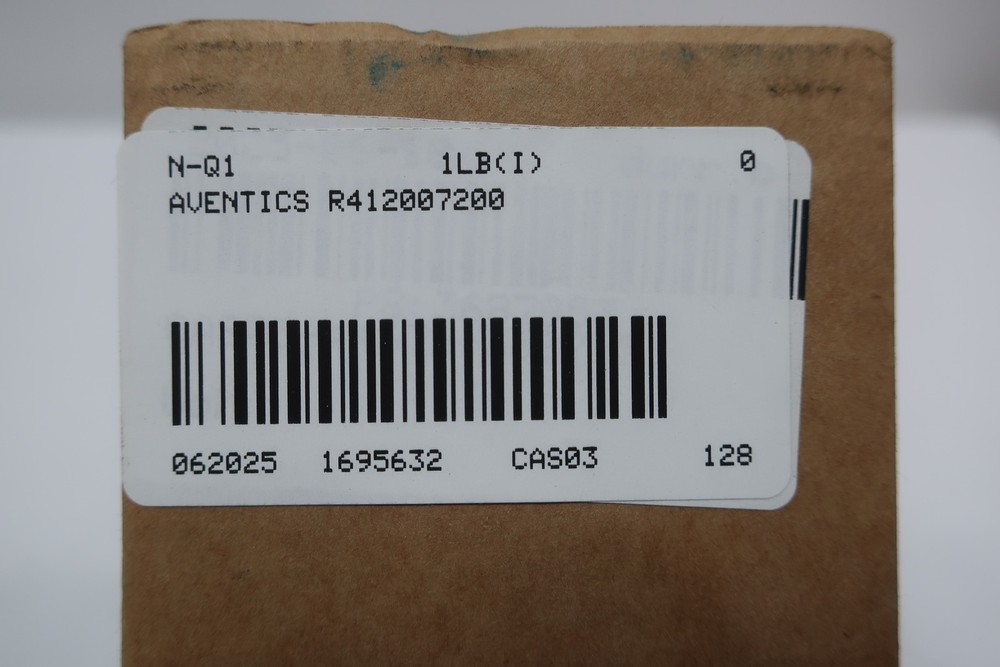 N-Q1 1LB(I) 0
AVENTICS R412007200
062025 1695632 CAS03 128